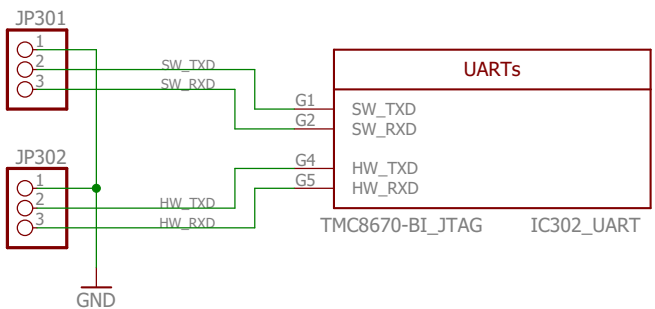 JP301
1
2
3
SW_TXD
SW_RXD
UARTs
G1
SW_TXD
G2
SW_RXD
G4
HW_TXD
G5
HW_RXD
JP302
1
2
3
HW_TXD
HW_RXD
TMC8670-BI_JTAG IC302_UART
GND